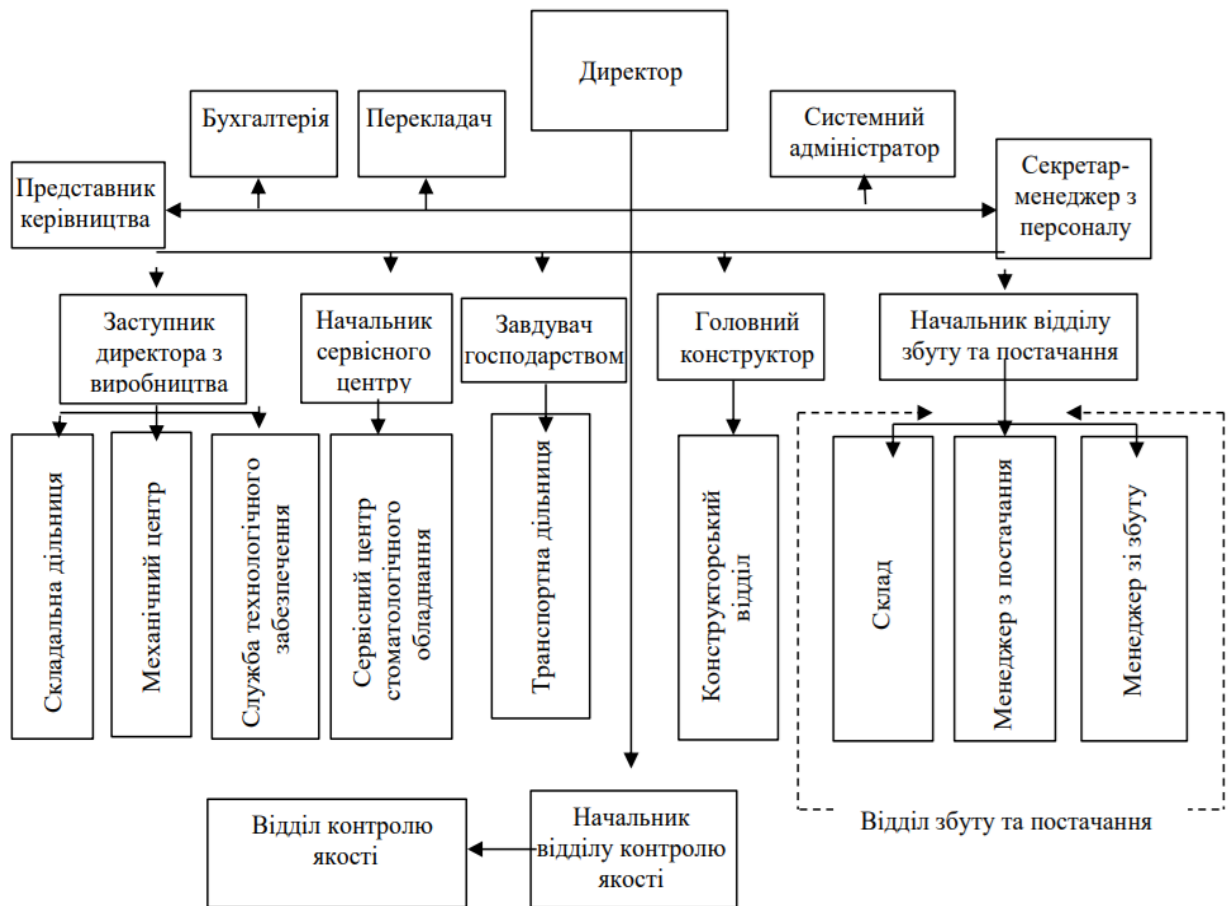 Директор
Бухгалтерія
Перекладач
Системний
адміністратор
Представник
керівництва
Секретар-
менеджер з
персоналу
Заступник
директора з
виробництва
Начальник
сервісного
центру
Завдувач
господарством
Головний
конструктор
Начальник відділу
збуту та постачання
Складальна дільниця
Механічний центр
Служба технологічного
забезпечення
Сервісний центр
стоматологічного
обладнання
Транспортна дільниця
Конструкторський
відділ
Склад
Менеджер з постачання
Менеджер зі збуту
Відділ збуту та постачання
Відділ контролю
якості
Начальник
відділу контролю
якості